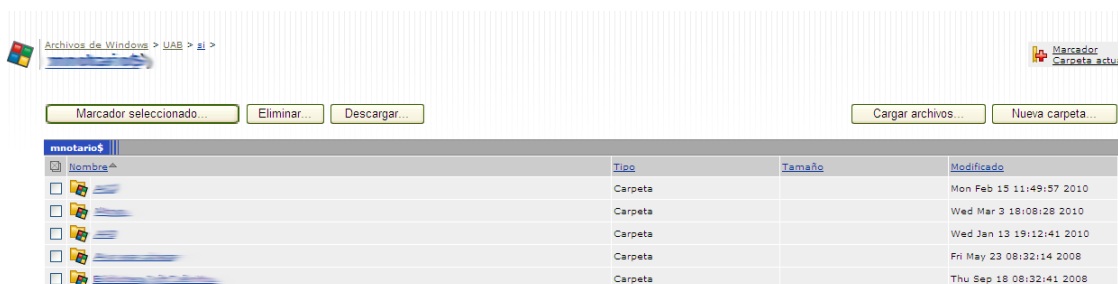 Archivos de Windows > UAB > si >
Marcador
Carpeta actu
Marcador seleccionado... Eliminar... Descargar... Cargar archivos... Nueva carpeta...
mnotario$
Nombre Tipo Tamaño Modificado
Carpeta Mon Feb 15 11:49:57 2010
Carpeta Wed Mar 3 18:08:28 2010
Carpeta Wed Jan 13 19:12:41 2010
Carpeta Fri May 23 08:32:14 2008
Carpeta Thu Sep 18 08:32:41 2008